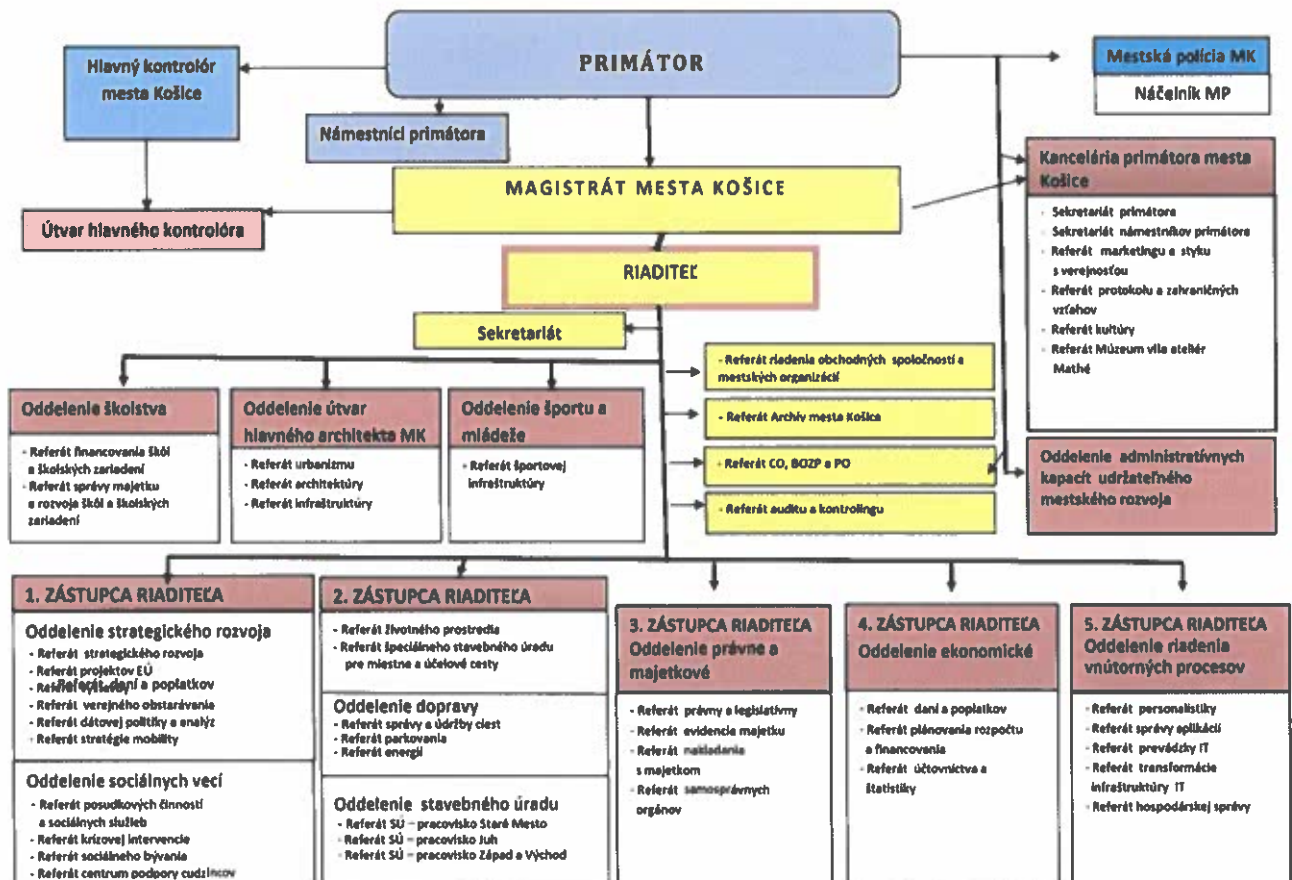 PRIMÁTOR
Hlavný kontrolór
mesta Košice
Mestská polícia MK
Náčelník MP
Námestníci primátora
Kancelária primátora mesta
Košice
- Sekretariát primátora
- Sekretariát námestníkov primátora
- Referát marketingu a styku
s verejnosťou
- Referát protokolu a zahraničných
vzťahov
- Referát kultúry
- Referát Múzeum vila ateliér
Mathé
MAGISTRÁT MESTA KOŠICE
Útvar hlavného kontrolóra
RIADITEĽ
Sekretariát
- Referát riadenia obchodných spoločností a
mestských organizácií
- Referát Archív mesta Košice
- Referát CO, BOZP a PO
- Referát auditu a kontrolingu
Oddelenie administratívnych
kapacít udržateľného
mestského rozvoja
Oddelenie školstva
- Referát financovania škôl
a školských zariadení
- Referát správy majetku
a rozvoja škôl a školských
zariadení
Oddelenie útvar
hlavného architekta MK
- Referát urbanizmu
- Referát architektúry
- Referát infraštruktúry
Oddelenie športu a
mládeže
- Referát športovej
infraštruktúry
1. ZÁSTUPCA RIADITEĽA
Oddelenie strategického rozvoja
- Referát strategického rozvoja
- Referát projektov EÚ
- Referát
Referát daní a poplatkov
- Referát verejného obstarávania
- Referát dátovej politiky a analýz
- Referát stratégie mobility
Oddelenie sociálnych vecí
- Referát posudkových činností
a sociálnych služieb
- Referát krízovej intervencie
- Referát sociálneho bývania
- Referát centrum podpory cudzincov
2. ZÁSTUPCA RIADITEĽA
- Referát životného prostredia
- Referát špeciálneho stavebného úradu
pre miestne a účelové cesty
Oddelenie dopravy
- Referát správy a údržby ciest
- Referát parkovania
- Referát energií
Oddelenie stavebného úradu
- Referát SÚ – pracovisko Staré Mesto
- Referát SÚ – pracovisko Juh
- Referát SÚ – pracovisko Západ a Východ
3. ZÁSTUPCA RIADITEĽA
Oddelenie právne a
majetkové
- Referát právny a legislatívny
- Referát evidencie majetku
- Referát nakladania
s majetkom
- Referát samosprávnych
orgánov
4. ZÁSTUPCA RIADITEĽA
Oddelenie ekonomické
- Referát daní a poplatkov
- Referát plánovania rozpočtu
a financovania
- Referát účtovníctva a
štatistiky
5. ZÁSTUPCA RIADITEĽA
Oddelenie riadenia
vnútorných procesov
- Referát personalistiky
- Referát správy aplikácií
- Referát prevádzky IT
- Referát transformácie
infraštruktúry IT
- Referát hospodárskej správy